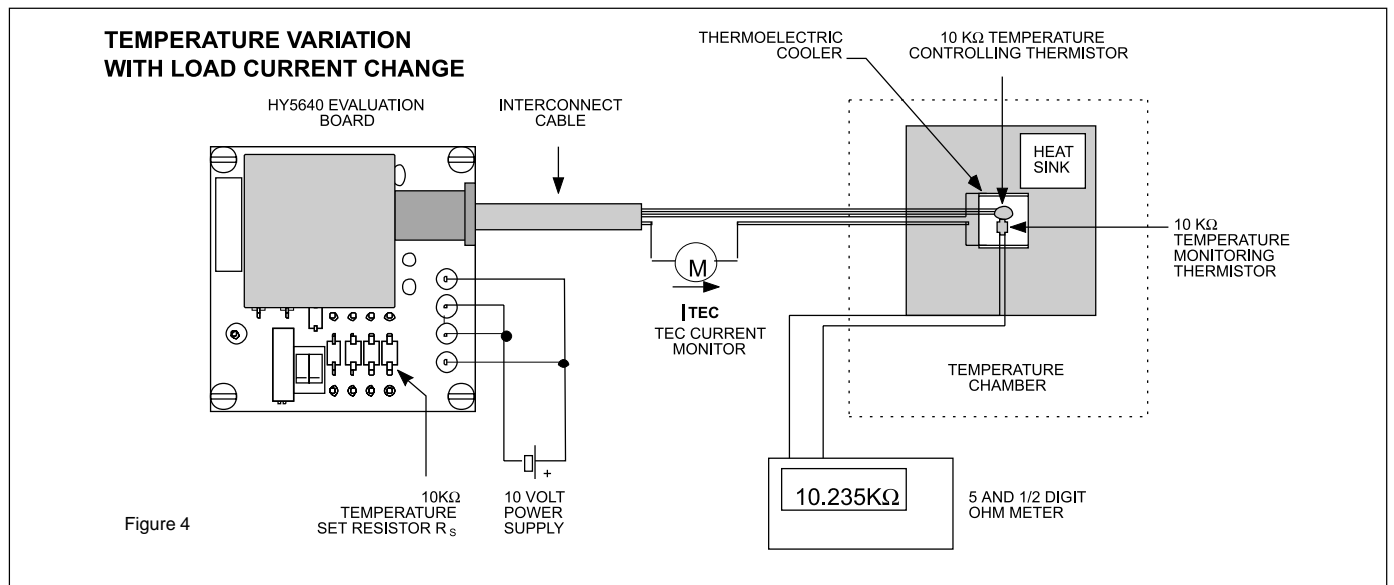 TEMPERATURE VARIATION
WITH LOAD CURRENT CHANGE
HY5640 EVALUATION
BOARD
INTERCONNECT
CABLE
THERMOELECTRIC
COOLER
10 KΩ TEMPERATURE
CONTROLLING THERMISTOR
HEAT
SINK
10 KΩ
TEMPERATURE
MONITORING
THERMISTOR
M
I TEC
TEC CURRENT
MONITOR
TEMPERATURE
CHAMBER
10KΩ
TEMPERATURE
SET RESISTOR R S
+
10 VOLT
POWER
SUPPLY
10.235KΩ
5 AND 1/2 DIGIT
OHM METER
Figure 4